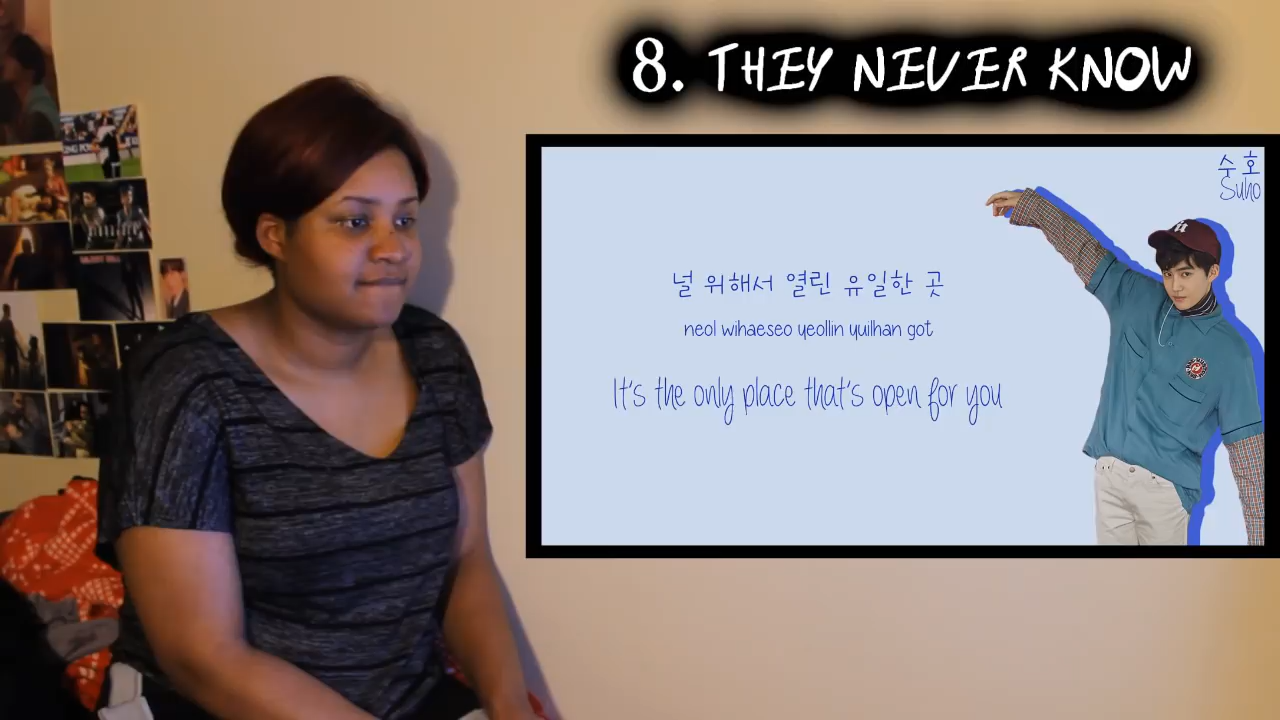 8. THEY NEVER KNOW
수호
Suho
널 위해서 열린 유일한 곳
neol wihaeseo yeollin yuilhan got
It's the only place that's open for you